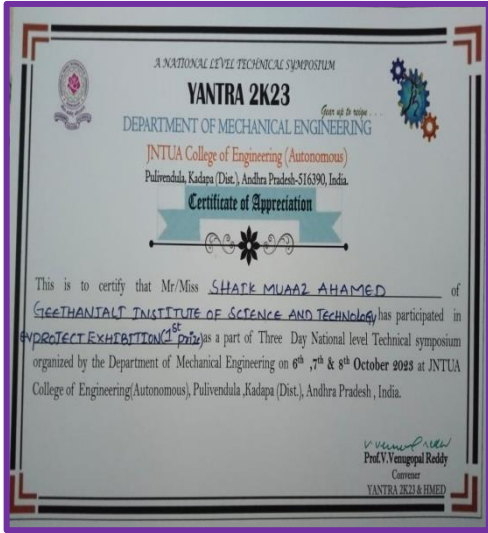 A NATIONAL LEVEL TECHNICAL SYMPOSIUM
YANTRA 2K23
Gear up to reign . . .
DEPARTMENT OF MECHANICAL ENGINEERING
JNTUA College of Engineering (Autonomous)
Pulivendula, Kadapa (Dist.), Andhra Pradesh-516390, India.
Certificate of Appreciation
This is to certify that Mr/Miss SHAIK MUAAZ AHAMED of
GEETHANJALI INSTITUTE OF SCIENCE AND TECHNOLOGY has participated in
EVPROJECT EXHIBITION(1st prize) as a part of Three Day National level Technical symposium
organized by the Department of Mechanical Engineering on 6th ,7th & 8th October 2023 at JNTUA
College of Engineering(Autonomous), Pulivendula ,Kadapa (Dist.), Andhra Pradesh , India.
Prof.V.Venugopal Reddy
Convener
YANTRA 2K23 & HMED